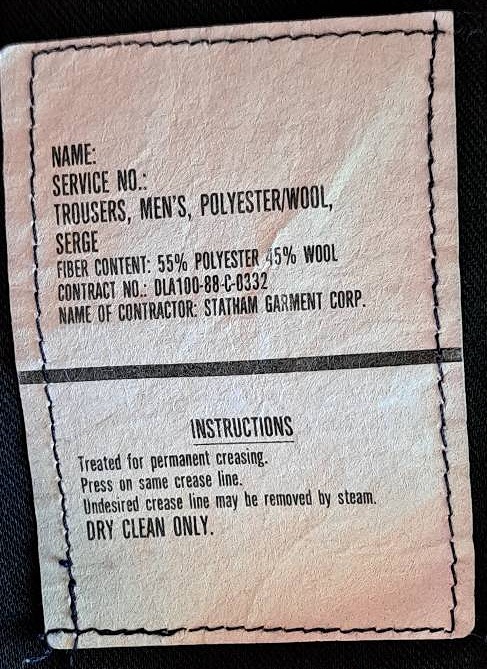 NAME:
SERVICE NO.:
TROUSERS, MEN'S, POLYESTER/WOOL,
SERGE
FIBER CONTENT: 55% POLYESTER 45% WOOL
CONTRACT NO.: DLA100-88-C-0332
NAME OF CONTRACTOR: STATHAM GARMENT CORP.
INSTRUCTIONS
Treated for permanent creasing.
Press on same crease line.
Undesired crease line may be removed by steam.
DRY CLEAN ONLY.